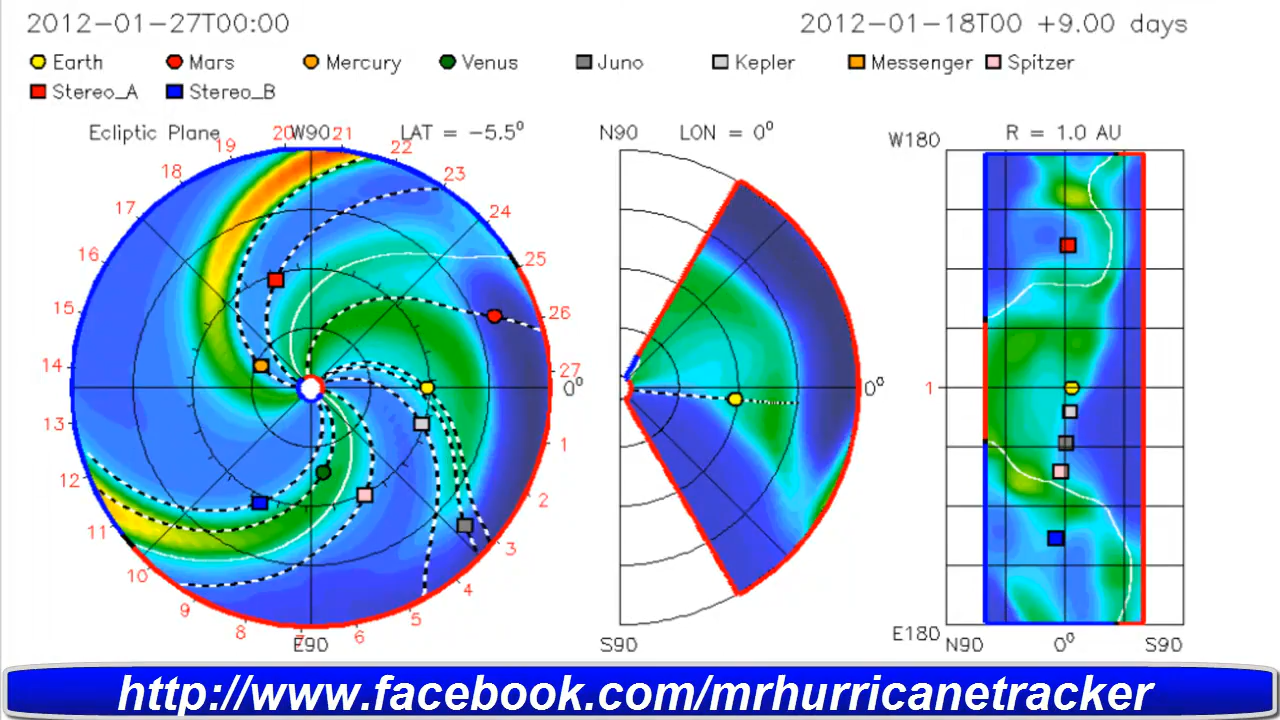 2012-01-27T00:00 2012-01-18T00 +9.00 days
Earth Mars Mercury Venus Juno Kepler Messenger Spitzer
Stereo_A Stereo_B
Ecliptic Plane W90 LAT = -5.5° N90 LON = 0° W180 R = 1.0 AU
19 20 21 22
18 23
17 24
16 25
15 26
14 27 0° 0° 1
13 1
12 2
11 3
10 4
9 5
8 7 6
E90 S90 E180 N90 0° S90
http://www.facebook.com/mrhurricanetracker